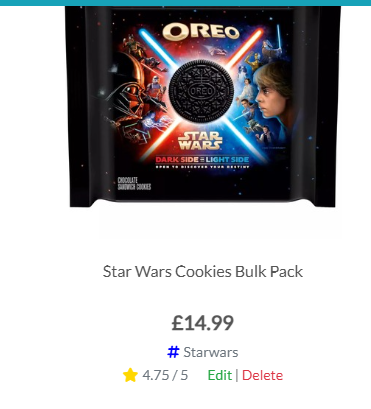 OREO
OREO
STAR
WARS
DARK SIDE LIGHT SIDE
OPEN TO DISCOVER YOUR DESTINY
CHOCOLATE
SANDWICH COOKIES
Star Wars Cookies Bulk Pack
£14.99
# Starwars
4.75 / 5 Edit | Delete